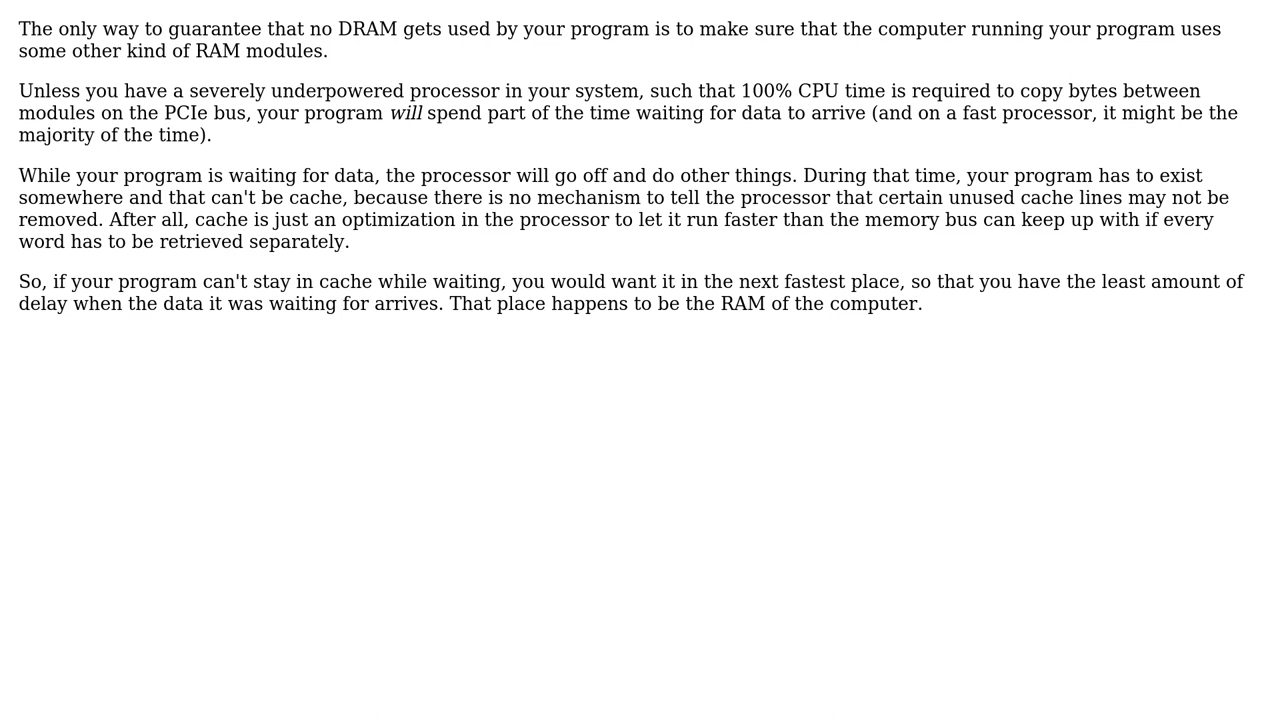 The only way to guarantee that no DRAM gets used by your program is to make sure that the computer running your program uses
some other kind of RAM modules.
Unless you have a severely underpowered processor in your system, such that 100% CPU time is required to copy bytes between
modules on the PCIe bus, your program will spend part of the time waiting for data to arrive (and on a fast processor, it might be the
majority of the time).
While your program is waiting for data, the processor will go off and do other things. During that time, your program has to exist
somewhere and that can't be cache, because there is no mechanism to tell the processor that certain unused cache lines may not be
removed. After all, cache is just an optimization in the processor to let it run faster than the memory bus can keep up with if every
word has to be retrieved separately.
So, if your program can't stay in cache while waiting, you would want it in the next fastest place, so that you have the least amount of
delay when the data it was waiting for arrives. That place happens to be the RAM of the computer.